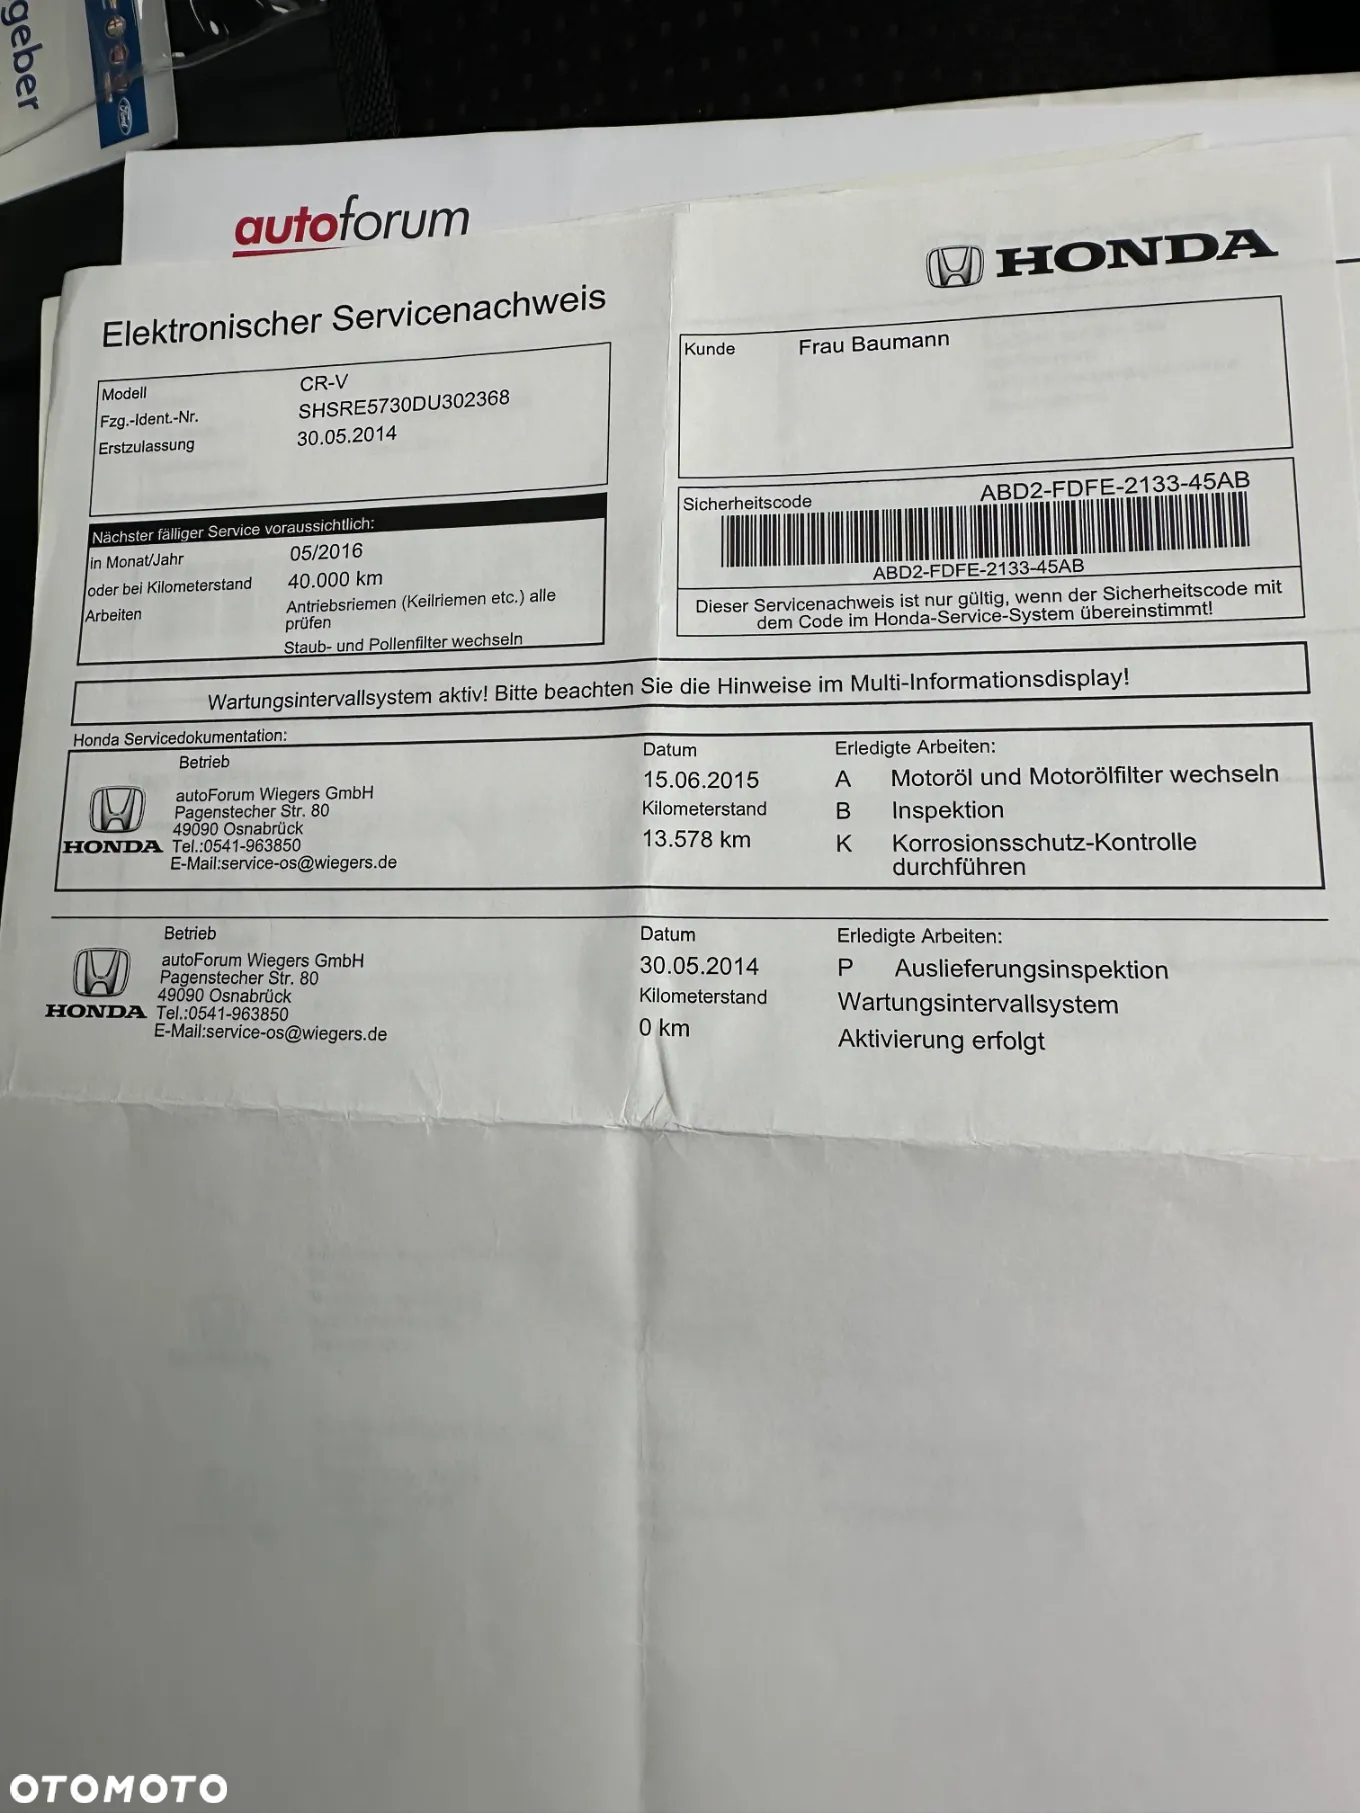 geber
Ford
autoforum
HONDA
Elektronischer Servicenachweis
Modell CR-V
Fzg.-Ident.-Nr. SHSRE5730DU302368
Erstzulassung 30.05.2014
Kunde Frau Baumann
Nächster fälliger Service voraussichtlich:
in Monat/Jahr 05/2016
oder bei Kilometerstand 40.000 km
Arbeiten Antriebsriemen (Keilriemen etc.) alle
prüfen
Staub- und Pollenfilter wechseln
Sicherheitscode ABD2-FDFE-2133-45AB
ABD2-FDFE-2133-45AB
Dieser Servicenachweis ist nur gültig, wenn der Sicherheitscode mit
dem Code im Honda-Service-System übereinstimmt!
Wartungsintervallsystem aktiv! Bitte beachten Sie die Hinweise im Multi-Informationsdisplay!
Honda Servicedokumentation:
Betrieb
autoForum Wiegers GmbH
Pagenstecher Str. 80
49090 Osnabrück
HONDA Tel.:0541-963850
E-Mail:service-os@wiegers.de
Datum
15.06.2015
Kilometerstand
13.578 km
Erledigte Arbeiten:
A Motoröl und Motorölfilter wechseln
B Inspektion
K Korrosionsschutz-Kontrolle
durchführen
Betrieb
autoForum Wiegers GmbH
Pagenstecher Str. 80
49090 Osnabrück
HONDA Tel.:0541-963850
E-Mail:service-os@wiegers.de
Datum
30.05.2014
Kilometerstand
0 km
Erledigte Arbeiten:
P Auslieferungsinspektion
Wartungsintervallsystem
Aktivierung erfolgt
OTOMOTO